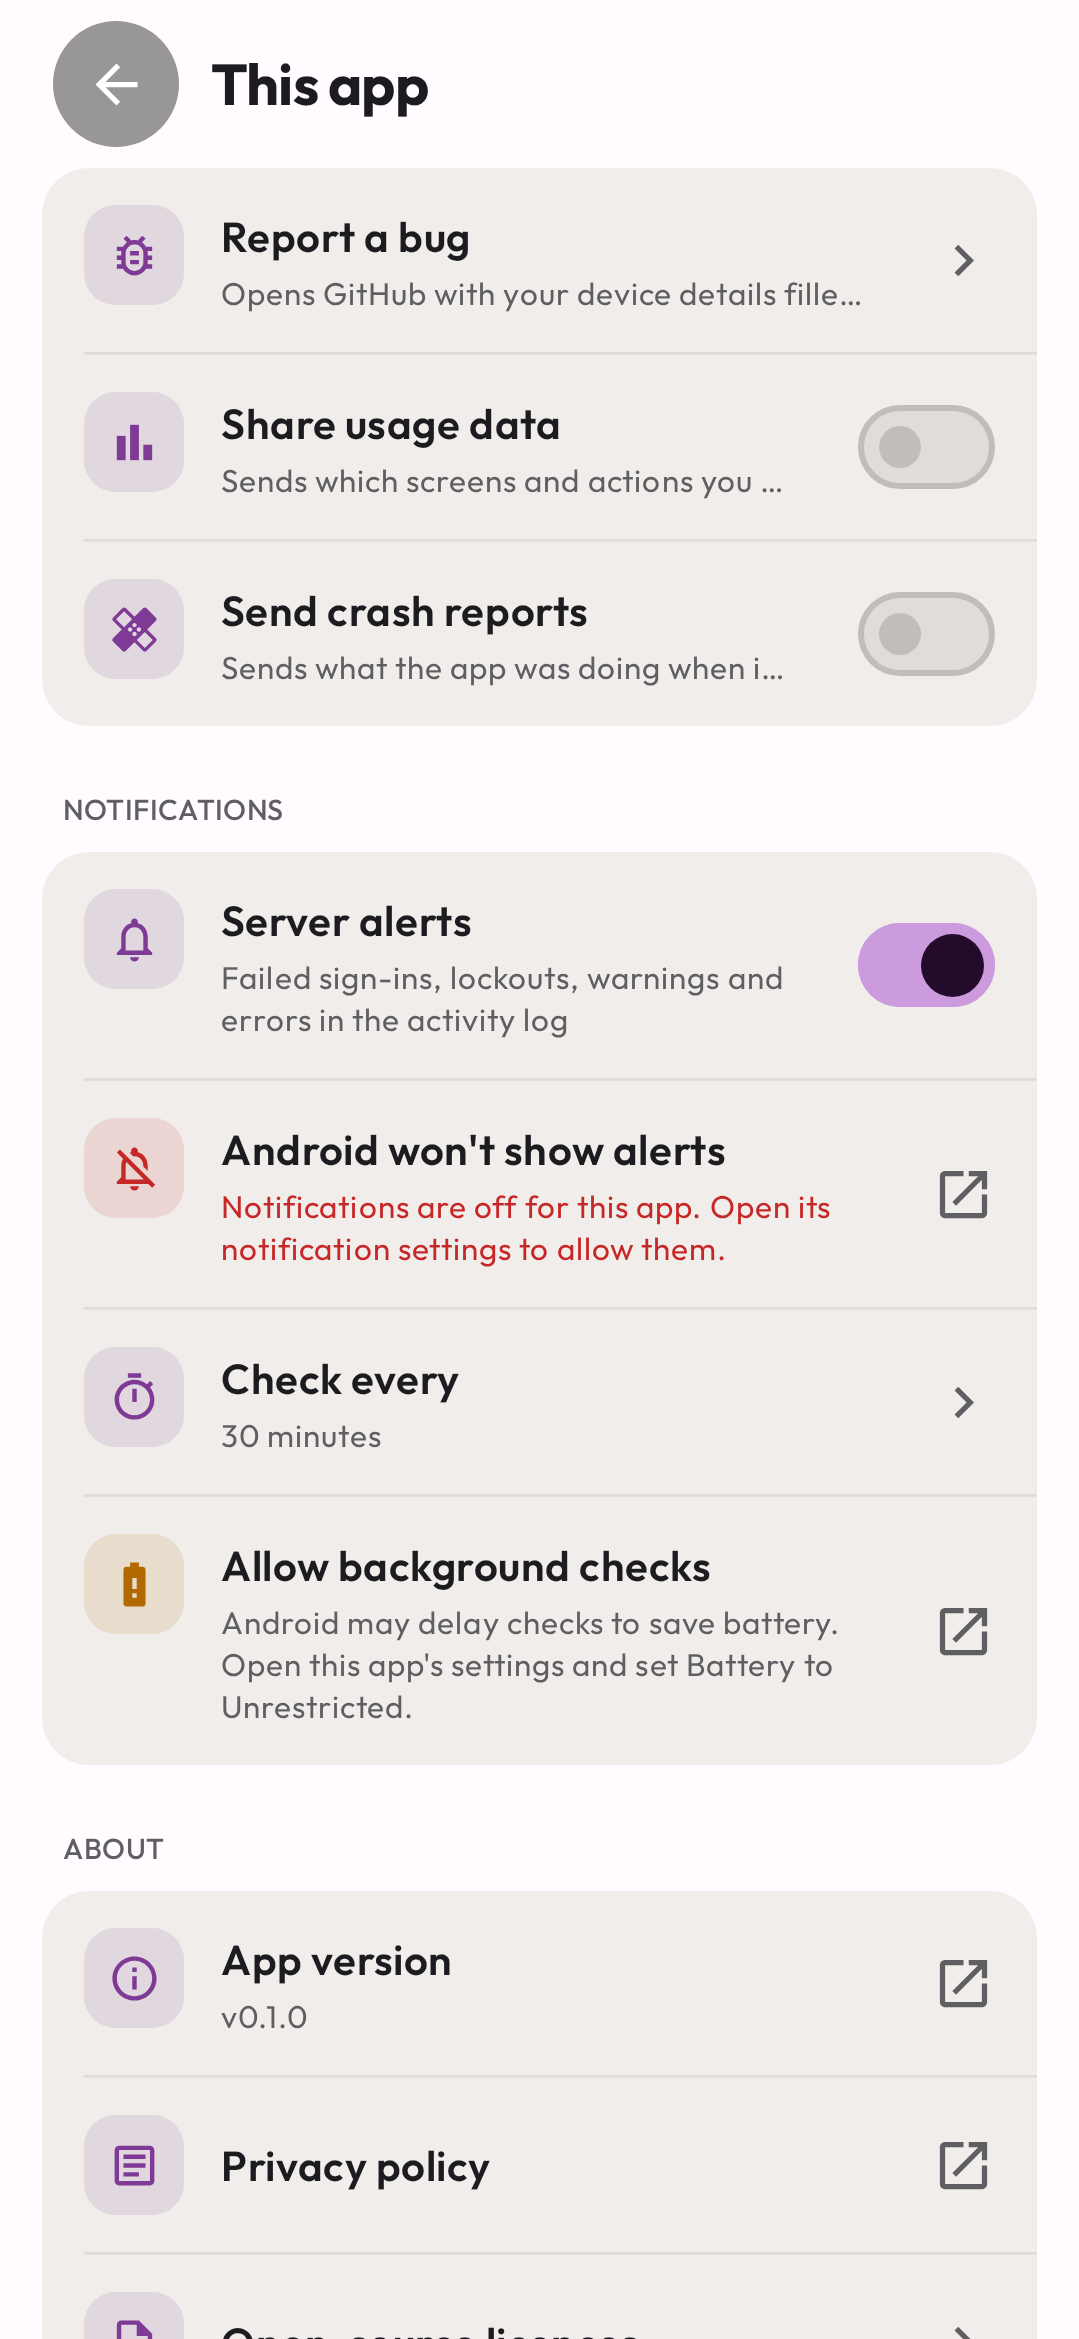 This app
Report a bug
Opens GitHub with your device details fille...
Share usage data
Sends which screens and actions you ...
Send crash reports
Sends what the app was doing when i...
NOTIFICATIONS
Server alerts
Failed sign-ins, lockouts, warnings and
errors in the activity log
Android won't show alerts
Notifications are off for this app. Open its
notification settings to allow them.
Check every
30 minutes
Allow background checks
Android may delay checks to save battery.
Open this app's settings and set Battery to
Unrestricted.
ABOUT
App version
v0.1.0
Privacy policy
Open-source licenses